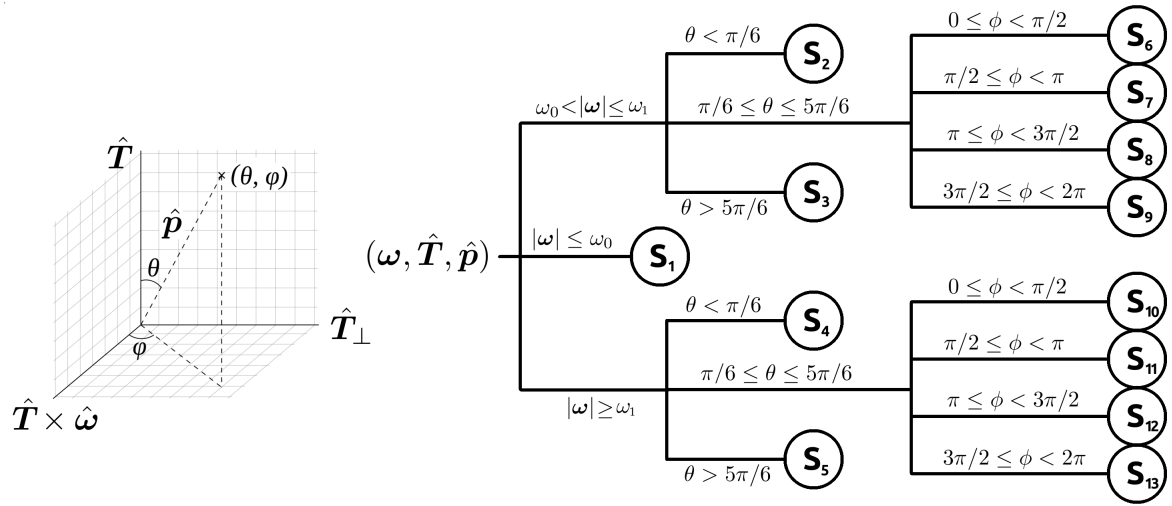 T̂
(θ, φ)
p̂
θ
φ
T̂⊥
T̂ × ω̂
(ω, T̂, p̂)
ω₀<|ω|≤ω₁
θ < π/6
S₂
π/6 ≤ θ ≤ 5π/6
θ > 5π/6
S₃
0 ≤ ϕ < π/2
S₆
π/2 ≤ ϕ < π
S₇
π ≤ ϕ < 3π/2
S₈
3π/2 ≤ ϕ < 2π
S₉
|ω| ≤ ω₀
S₁
|ω|≥ω₁
θ < π/6
S₄
π/6 ≤ θ ≤ 5π/6
θ > 5π/6
S₅
0 ≤ ϕ < π/2
S₁₀
π/2 ≤ ϕ < π
S₁₁
π ≤ ϕ < 3π/2
S₁₂
3π/2 ≤ ϕ < 2π
S₁₃